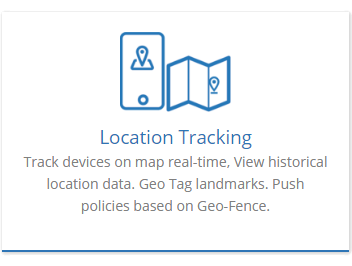 Location Tracking
Track devices on map real-time, View historical
location data. Geo Tag landmarks. Push
policies based on Geo-Fence.